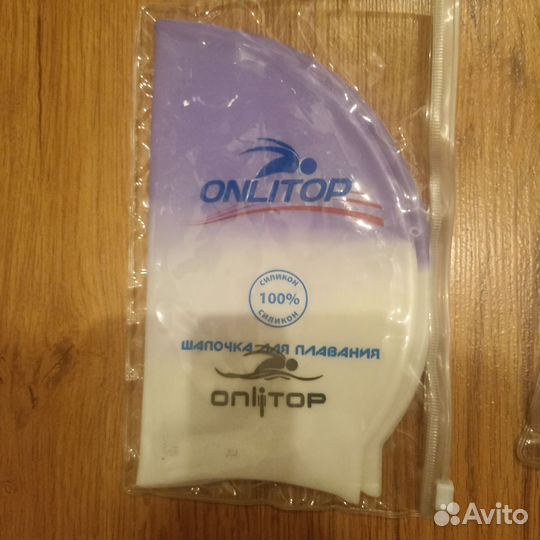 ONLITOP
СИЛИКОН
100%
СИЛИКОН
ШАПОЧКА ДЛЯ ПЛАВАНИЯ
ONLITOP
Avito